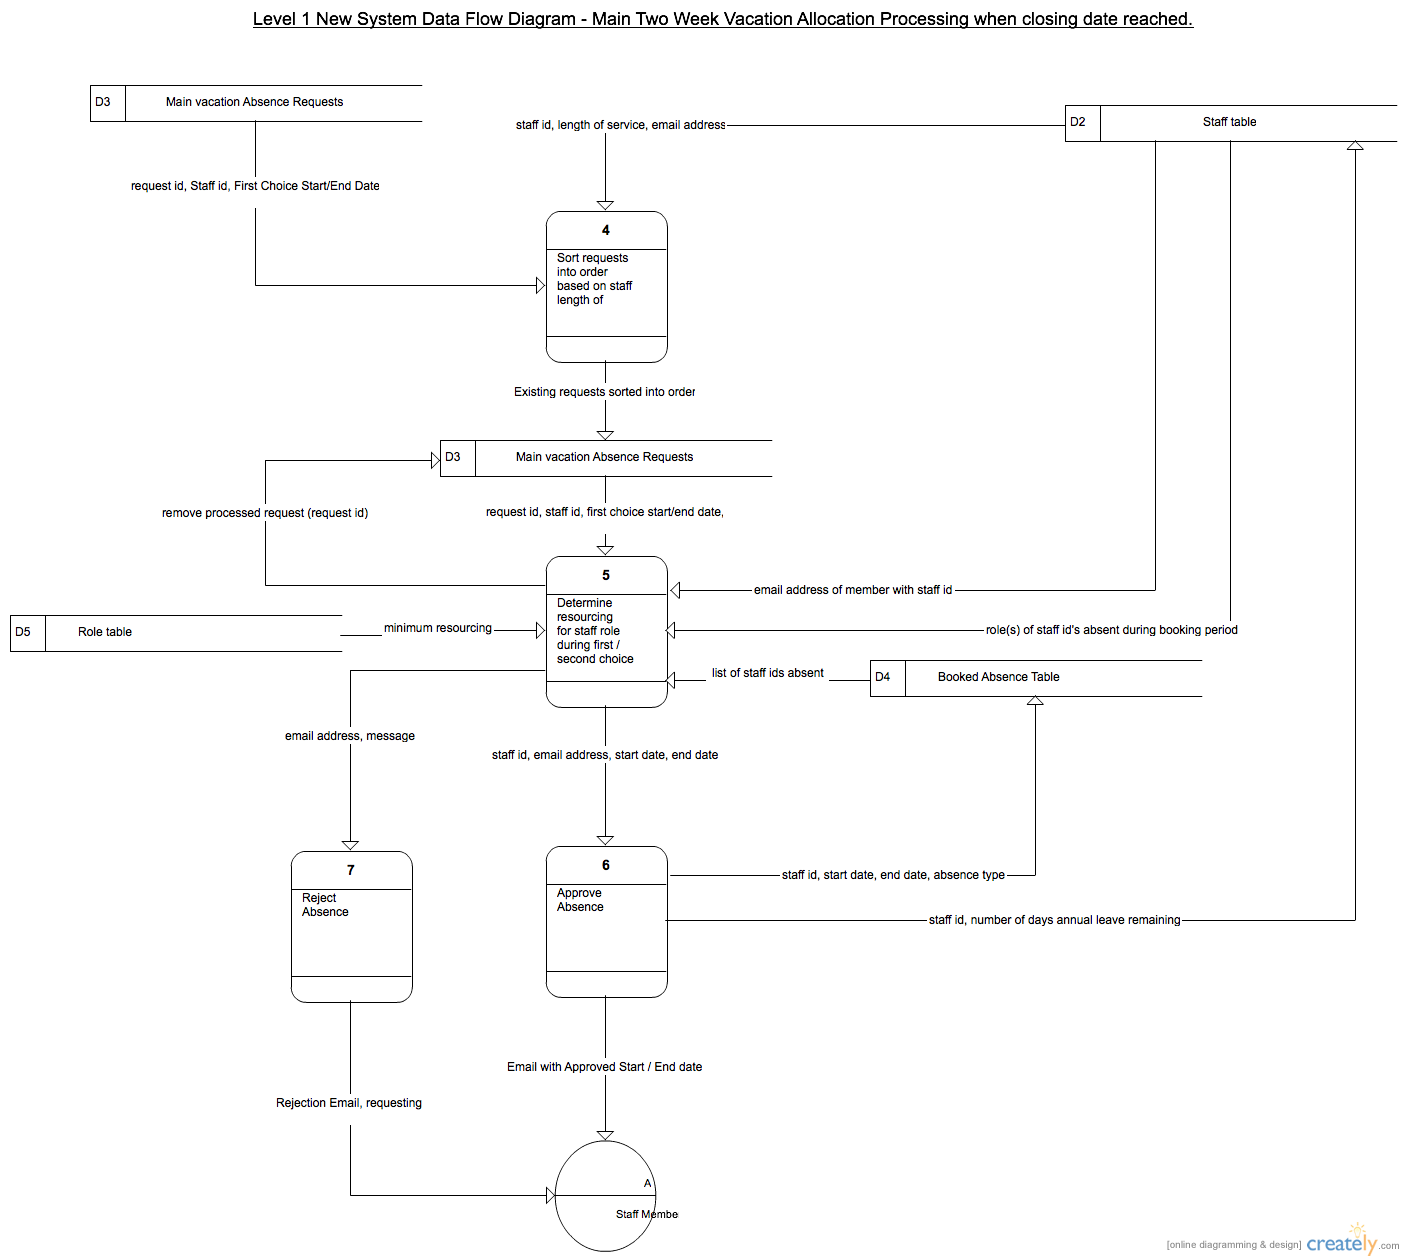 Level 1 New System Data Flow Diagram - Main Two Week Vacation Allocation Processing when closing date reached.
D3
Main vacation Absence Requests
staff id, length of service, email address
D2
Staff table
request id, Staff id, First Choice Start/End Date
4
Sort requests
into order
based on staff
length of
Existing requests sorted into order
D3
Main vacation Absence Requests
remove processed request (request id)
request id, staff id, first choice start/end date,
5
Determine
resourcing
for staff role
during first /
second choice
email address of member with staff id
D5
Role table
minimum resourcing
role(s) of staff id's absent during booking period
list of staff ids absent
D4
Booked Absence Table
email address, message
staff id, email address, start date, end date
7
Reject
Absence
6
Approve
Absence
staff id, start date, end date, absence type
staff id, number of days annual leave remaining
Email with Approved Start / End date
Rejection Email, requesting
A
Staff Membe
[online diagramming & design] creately.com